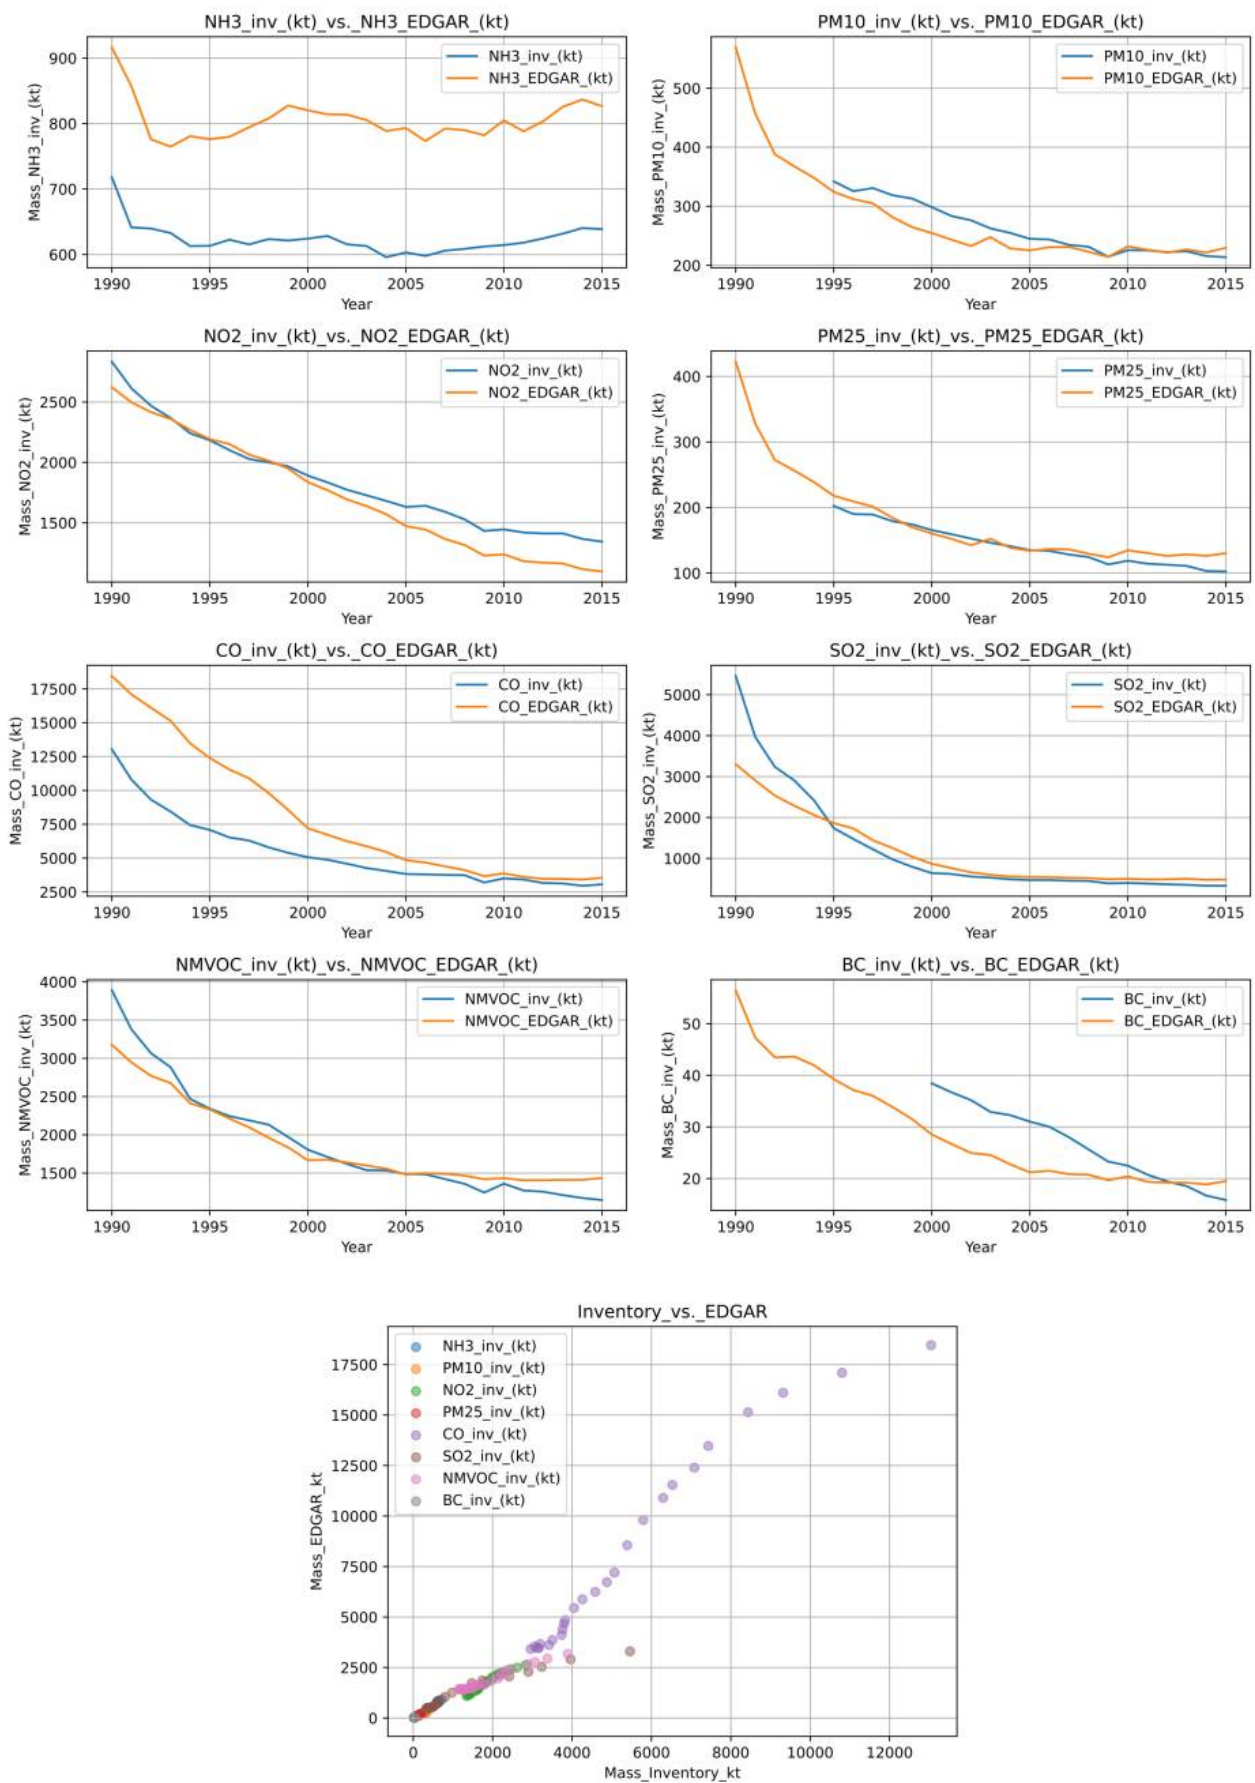 NH3_inv_(kt)_vs._NH3_EDGAR_(kt)
NH3_inv_(kt)
NH3_EDGAR_(kt)
Mass_NH3_inv_(kt)
900
800
700
600
1990 1995 2000 2005 2010 2015
Year
PM10_inv_(kt)_vs._PM10_EDGAR_(kt)
PM10_inv_(kt)
PM10_EDGAR_(kt)
Mass_PM10_inv_(kt)
500
400
300
200
1990 1995 2000 2005 2010 2015
Year
NO2_inv_(kt)_vs._NO2_EDGAR_(kt)
NO2_inv_(kt)
NO2_EDGAR_(kt)
Mass_NO2_inv_(kt)
2500
2000
1500
1990 1995 2000 2005 2010 2015
Year
PM25_inv_(kt)_vs._PM25_EDGAR_(kt)
PM25_inv_(kt)
PM25_EDGAR_(kt)
Mass_PM25_inv_(kt)
400
300
200
100
1990 1995 2000 2005 2010 2015
Year
CO_inv_(kt)_vs._CO_EDGAR_(kt)
CO_inv_(kt)
CO_EDGAR_(kt)
Mass_CO_inv_(kt)
17500
15000
12500
10000
7500
5000
2500
1990 1995 2000 2005 2010 2015
Year
SO2_inv_(kt)_vs._SO2_EDGAR_(kt)
SO2_inv_(kt)
SO2_EDGAR_(kt)
Mass_SO2_inv_(kt)
5000
4000
3000
2000
1000
1990 1995 2000 2005 2010 2015
Year
NMVOC_inv_(kt)_vs._NMVOC_EDGAR_(kt)
NMVOC_inv_(kt)
NMVOC_EDGAR_(kt)
Mass_NMVOC_inv_(kt)
4000
3500
3000
2500
2000
1500
1990 1995 2000 2005 2010 2015
Year
BC_inv_(kt)_vs._BC_EDGAR_(kt)
BC_inv_(kt)
BC_EDGAR_(kt)
Mass_BC_inv_(kt)
50
40
30
20
1990 1995 2000 2005 2010 2015
Year
Inventory_vs._EDGAR
NH3_inv_(kt)
PM10_inv_(kt)
NO2_inv_(kt)
PM25_inv_(kt)
CO_inv_(kt)
SO2_inv_(kt)
NMVOC_inv_(kt)
BC_inv_(kt)
Mass_EDGAR_kt
17500
15000
12500
10000
7500
5000
2500
0
0 2000 4000 6000 8000 10000 12000
Mass_Inventory_kt